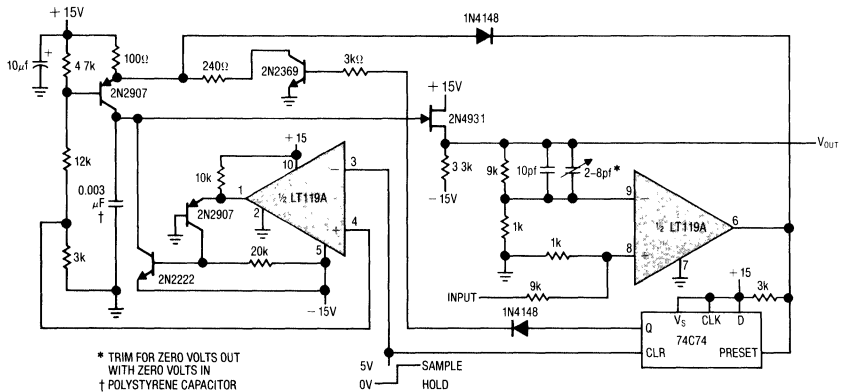 + 15V
1N4148
10µf
+
4 7k
100Ω
240Ω
2N2369
3kΩ
2N2907
+ 15V
2N4931
+ 15
10
10k
3
1
½ LT119A
2
4
5
12k
0.003
µF
†
2N2907
20k
3k
2N2222
− 15V
3 3k
− 15V
9k
10pf
2–8pf*
VOUT
9
½ LT119A
6
8
7
1k
1k
INPUT
9k
+ 15
3k
1N4148
VS
CLK
D
Q
74C74
CLR
PRESET
* TRIM FOR ZERO VOLTS OUT
WITH ZERO VOLTS IN
† POLYSTYRENE CAPACITOR
5V
SAMPLE
0V
HOLD